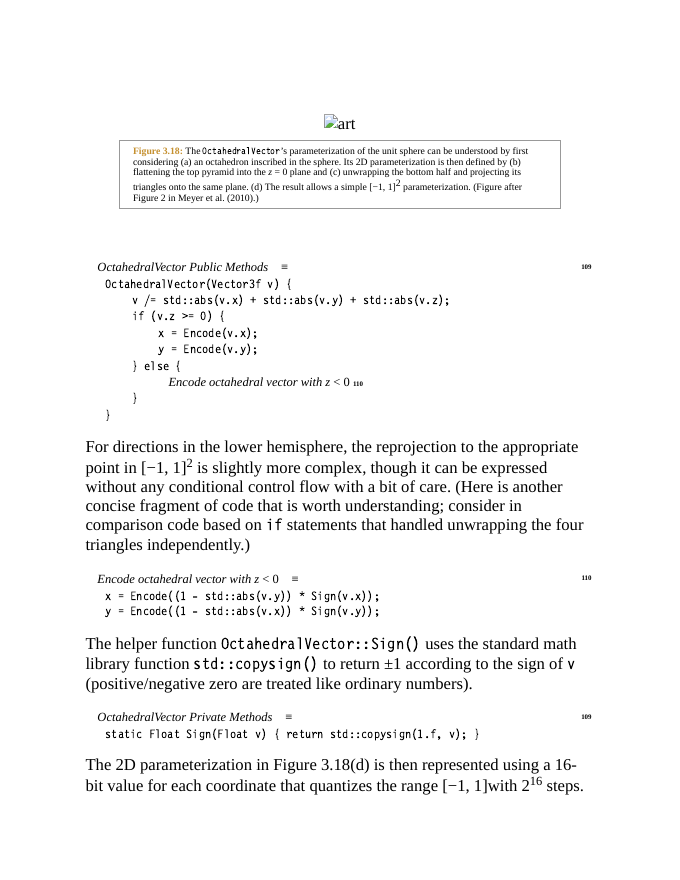 art
Figure 3.18: The OctahedralVector's parameterization of the unit sphere can be understood by first
considering (a) an octahedron inscribed in the sphere. Its 2D parameterization is then defined by (b)
flattening the top pyramid into the z = 0 plane and (c) unwrapping the bottom half and projecting its
triangles onto the same plane. (d) The result allows a simple [−1, 1]² parameterization. (Figure after
Figure 2 in Meyer et al. (2010).)
OctahedralVector Public Methods ≡ 109
OctahedralVector(Vector3f v) {
    v /= std::abs(v.x) + std::abs(v.y) + std::abs(v.z);
    if (v.z >= 0) {
        x = Encode(v.x);
        y = Encode(v.y);
    } else {
        Encode octahedral vector with z < 0 110
    }
}
For directions in the lower hemisphere, the reprojection to the appropriate
point in [−1, 1]² is slightly more complex, though it can be expressed
without any conditional control flow with a bit of care. (Here is another
concise fragment of code that is worth understanding; consider in
comparison code based on if statements that handled unwrapping the four
triangles independently.)
Encode octahedral vector with z < 0 ≡ 110
x = Encode((1 - std::abs(v.y)) * Sign(v.x));
y = Encode((1 - std::abs(v.x)) * Sign(v.y));
The helper function OctahedralVector::Sign() uses the standard math
library function std::copysign() to return ±1 according to the sign of v
(positive/negative zero are treated like ordinary numbers).
OctahedralVector Private Methods ≡ 109
static Float Sign(Float v) { return std::copysign(1.f, v); }
The 2D parameterization in Figure 3.18(d) is then represented using a 16-
bit value for each coordinate that quantizes the range [−1, 1]with 2¹⁶ steps.